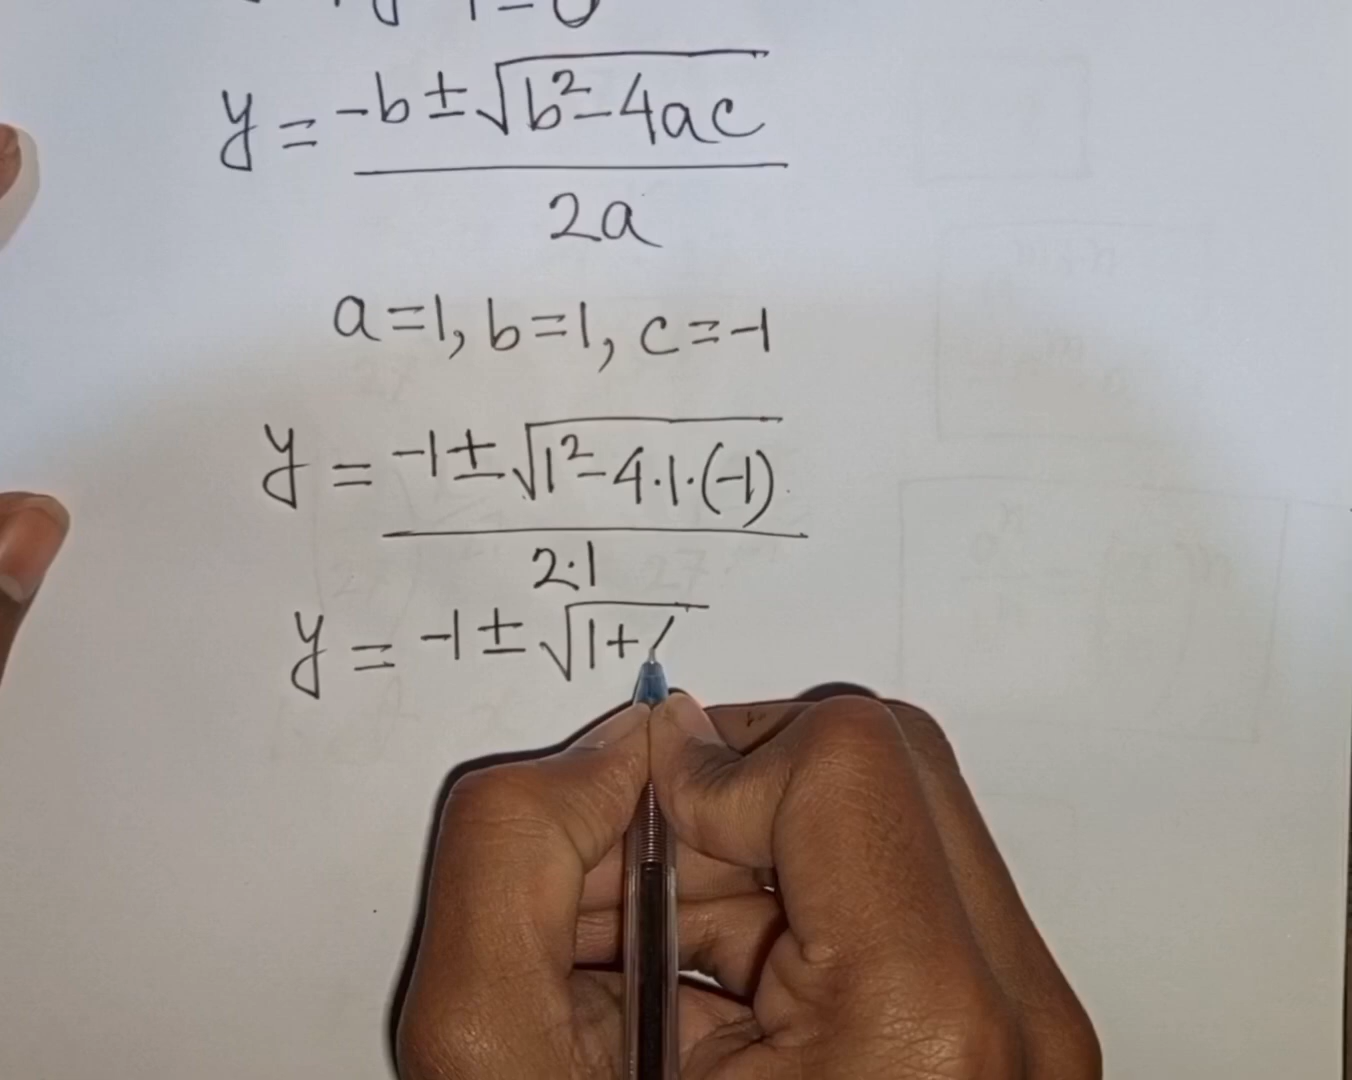 y = -b ± √b² - 4ac
2a
a = 1, b = 1, c = -1
y = -1 ± √1² - 4·1·(-1)
2·1
y = -1 ± √1 +